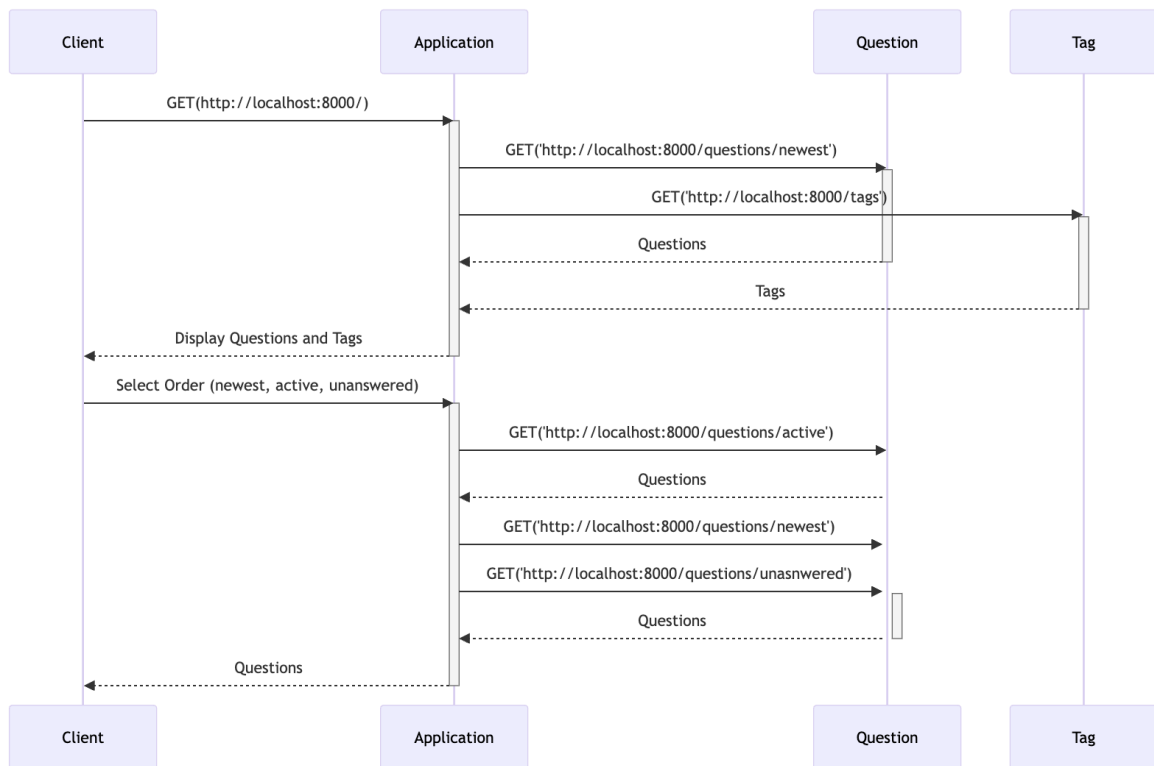 Client
Application
Question
Tag
GET(http://localhost:8000/)
GET('http://localhost:8000/questions/newest')
GET('http://localhost:8000/tags')
Questions
Tags
Display Questions and Tags
Select Order (newest, active, unanswered)
GET('http://localhost:8000/questions/active')
Questions
GET('http://localhost:8000/questions/newest')
GET('http://localhost:8000/questions/unasnwered')
Questions
Questions
Client
Application
Question
Tag